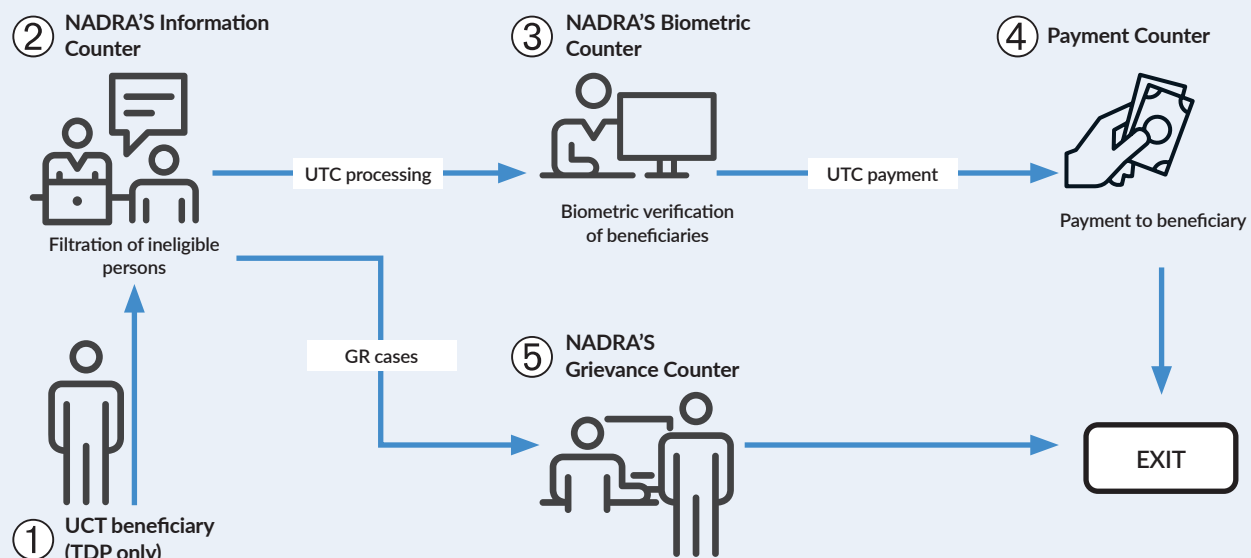 ② NADRA'S Information
Counter
Filtration of ineligible
persons
UTC processing
③ NADRA'S Biometric
Counter
Biometric verification
of beneficiaries
UTC payment
④ Payment Counter
Payment to beneficiary
GR cases
⑤ NADRA'S
Grievance Counter
EXIT
① UCT beneficiary
(TDP only)